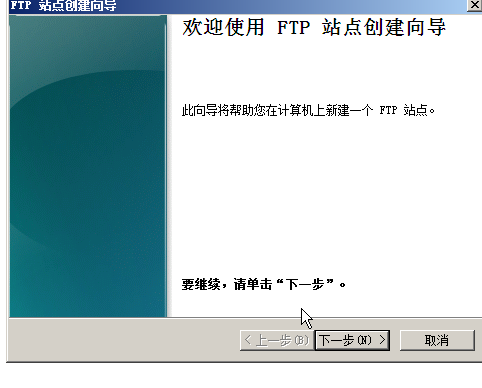 FTP 站点创建向导
欢迎使用 FTP 站点创建向导
此向导将帮助您在计算机上新建一个 FTP 站点。
要继续，请单击“下一步”。
< 上一步(B) 下一步(N) > 取消